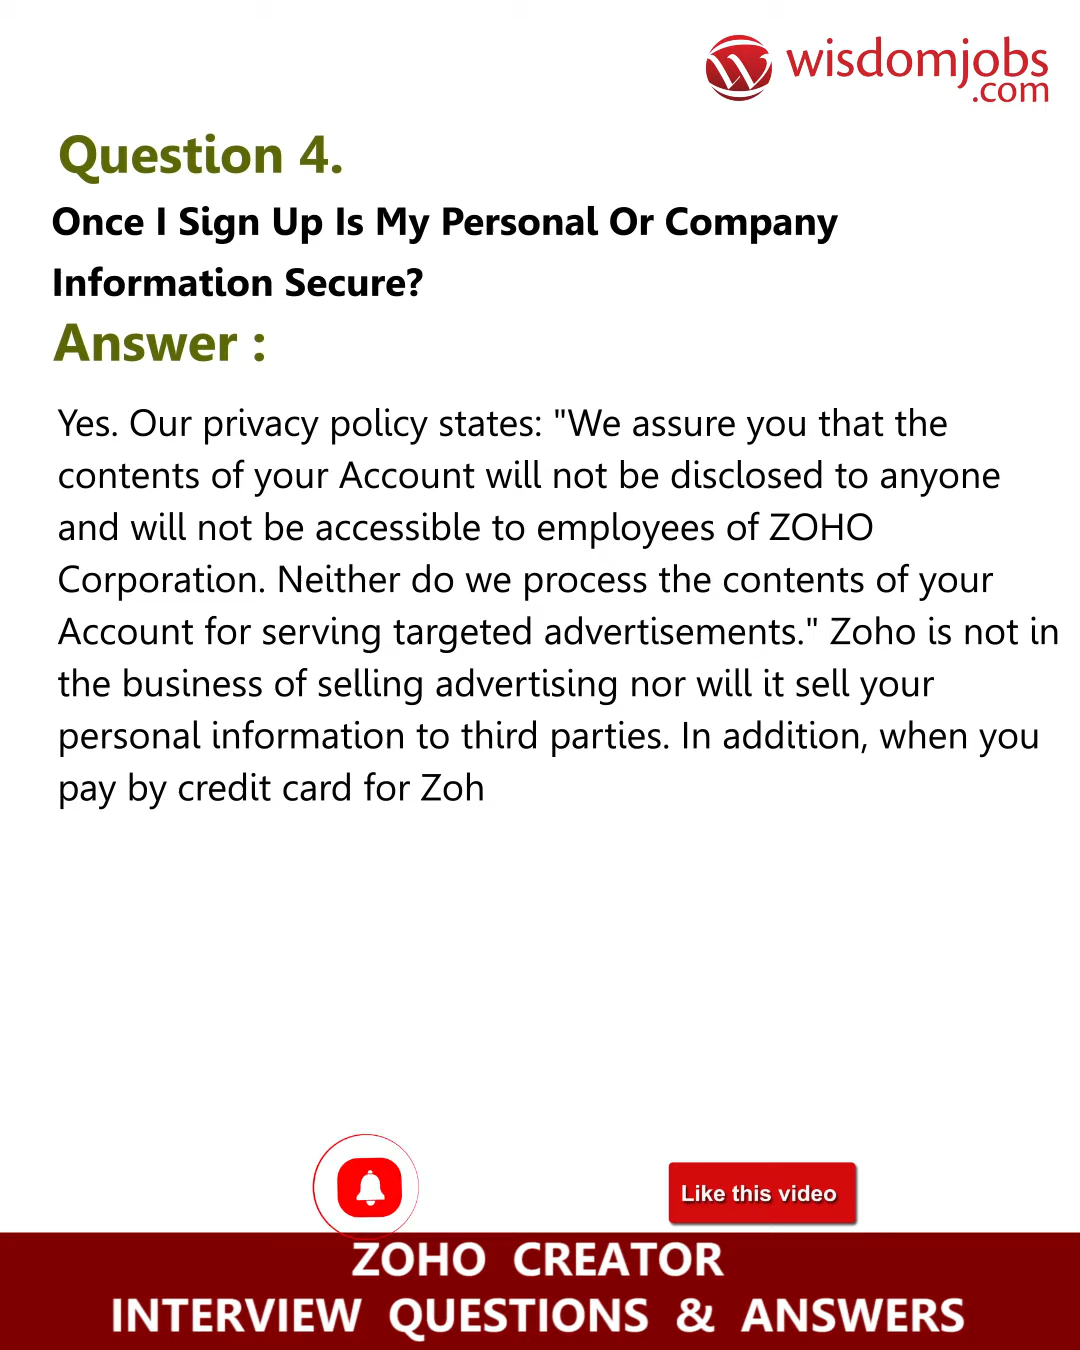 wisdomjobs
.com
Question 4.
Once I Sign Up Is My Personal Or Company
Information Secure?
Answer :
Yes. Our privacy policy states: "We assure you that the
contents of your Account will not be disclosed to anyone
and will not be accessible to employees of ZOHO
Corporation. Neither do we process the contents of your
Account for serving targeted advertisements." Zoho is not in
the business of selling advertising nor will it sell your
personal information to third parties. In addition, when you
pay by credit card for Zoh
Like this video
ZOHO CREATOR
INTERVIEW QUESTIONS & ANSWERS